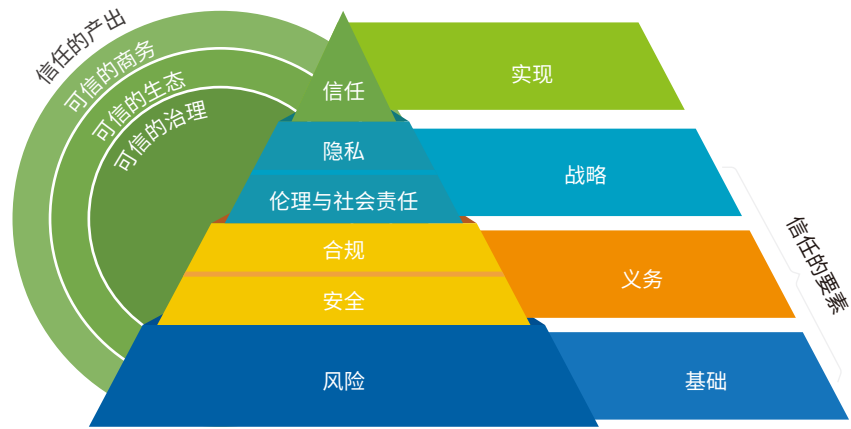 信任的产出
可信的商务
可信的生态
可信的治理
信任
实现
隐私
伦理与社会责任
战略
合规
安全
义务
风险
基础
信任的要素